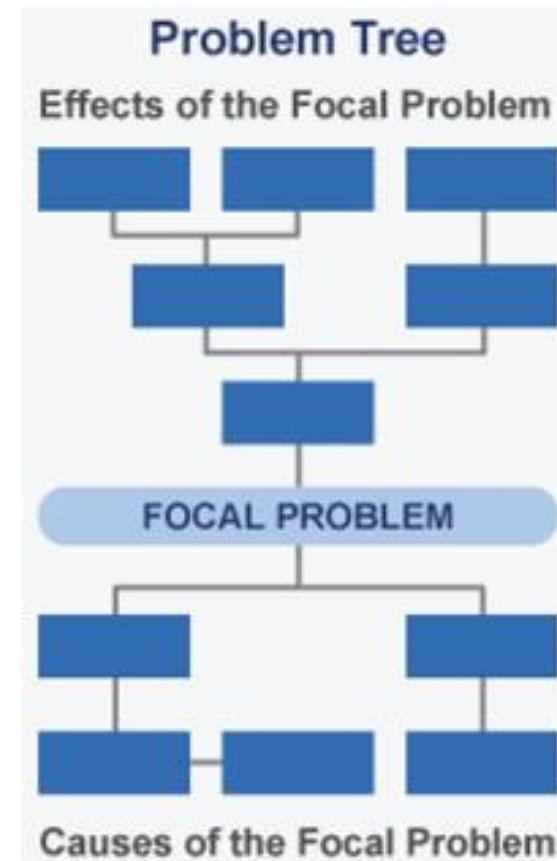 Problem Tree
Effects of the Focal Problem
FOCAL PROBLEM
Causes of the Focal Problem